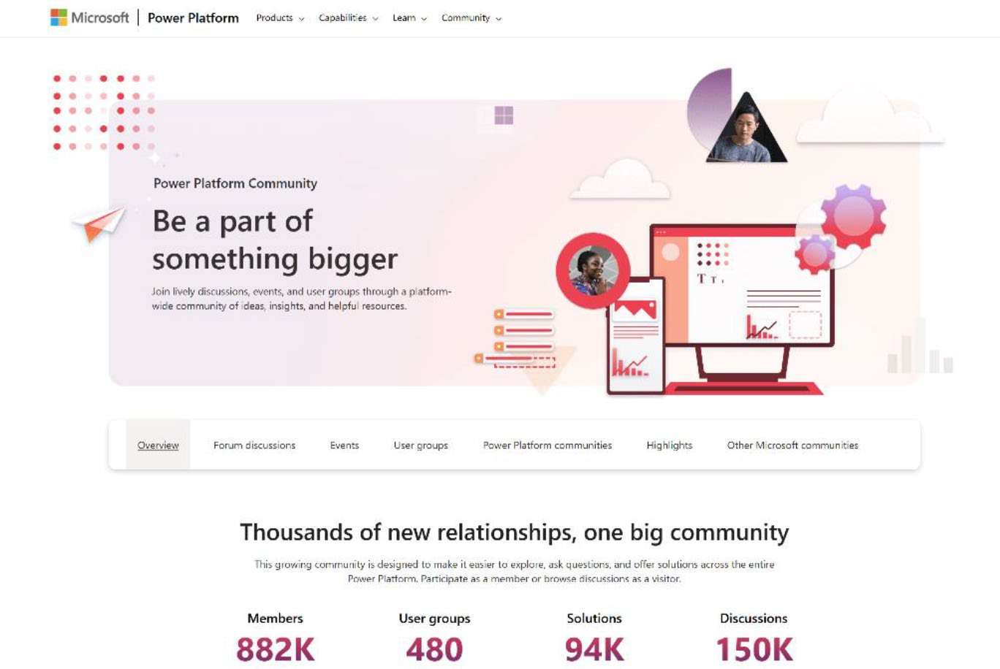 Microsoft Power Platform Products Capabilities Learn Community
Power Platform Community
Be a part of
something bigger
Join lively discussions, events, and user groups through a platform-
wide community of ideas, insights, and helpful resources.
T T
Overview Forum discussions Events User groups Power Platform communities Highlights Other Microsoft communities
Thousands of new relationships, one big community
This growing community is designed to make it easier to explore, ask questions, and offer solutions across the entire
Power Platform. Participate as a member or browse discussions as a visitor.
Members User groups Solutions Discussions
882K 480 94K 150K